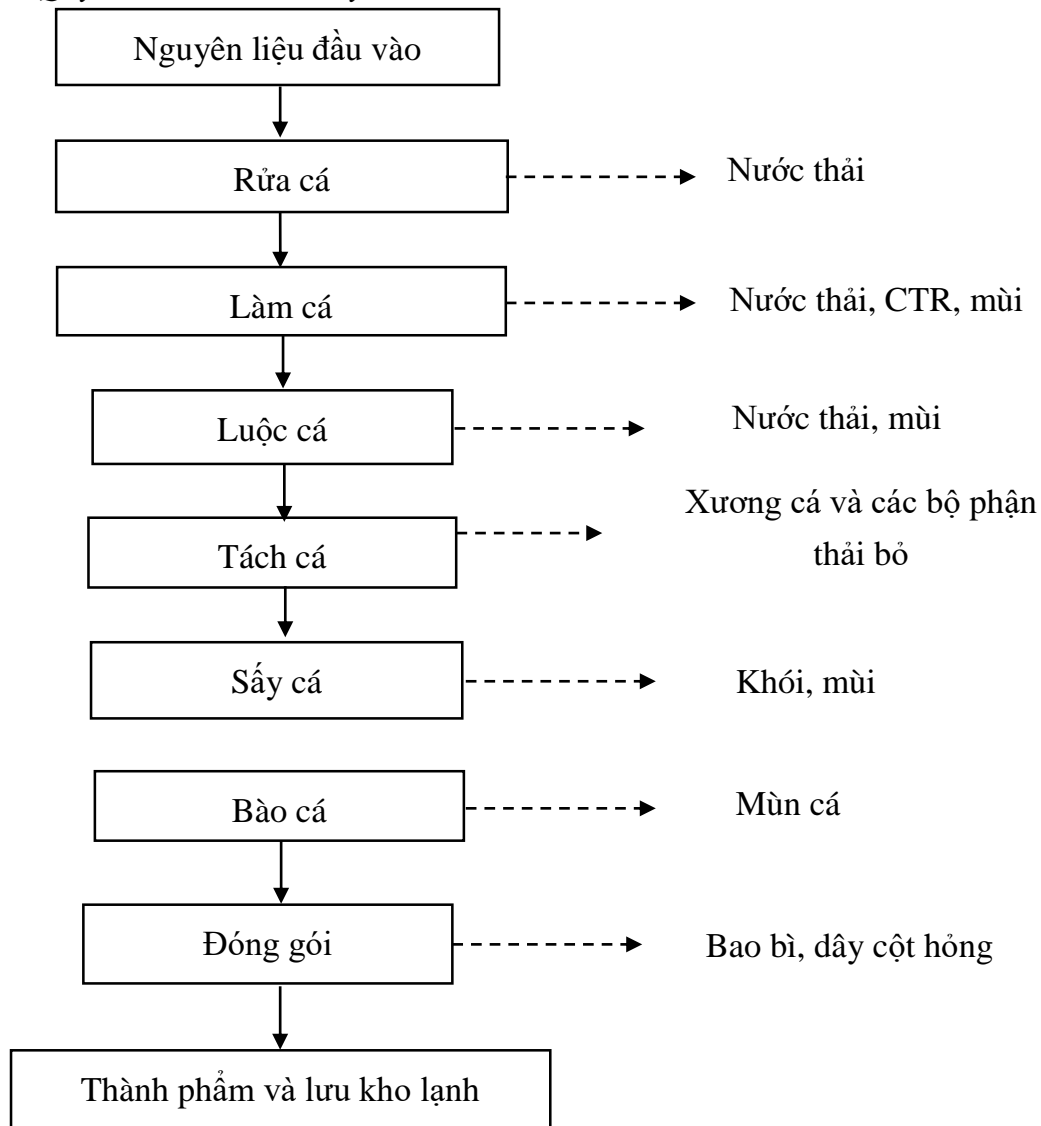 Nguyên liệu đầu vào
Rửa cá
Nước thải
Làm cá
Nước thải, CTR, mùi
Luộc cá
Nước thải, mùi
Tách cá
Xương cá và các bộ phận
thải bỏ
Sấy cá
Khói, mùi
Bào cá
Mùn cá
Đóng gói
Bao bì, dây cột hỏng
Thành phẩm và lưu kho lạnh